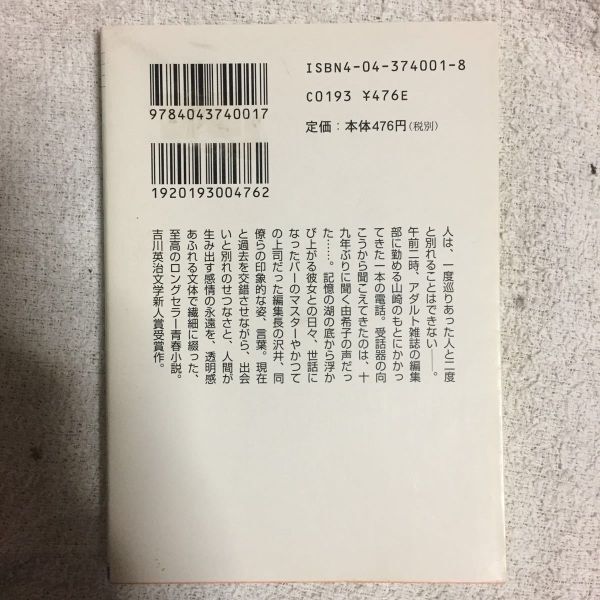 ISBN4-04-374001-8
C0193 ¥476E
定価：本体476円（税別）
9784043740017
1920193004762
人は、一度巡りあった人と二度
と別れることはできない――。
午前二時、アダルト雑誌の編集
部に勤める山崎のもとにかかっ
てきた一本の電話。受話器の向
こうから聞こえてきたのは、十
九年ぶりに聞く由希子の声だっ
た……。記憶の湖の底から浮か
び上がる彼女との日々、世話に
なったバーのマスターやかつて
の上司だった編集長の沢井、同
僚らの印象的な姿、言葉。現在
と過去を交錯させながら、出会
いと別れのせつなさと、人間が
生み出す感情の永遠を、透明感
あふれる文体で繊細に綴った、
至高のロングセラー青春小説。
吉川英治文学新人賞受賞作。